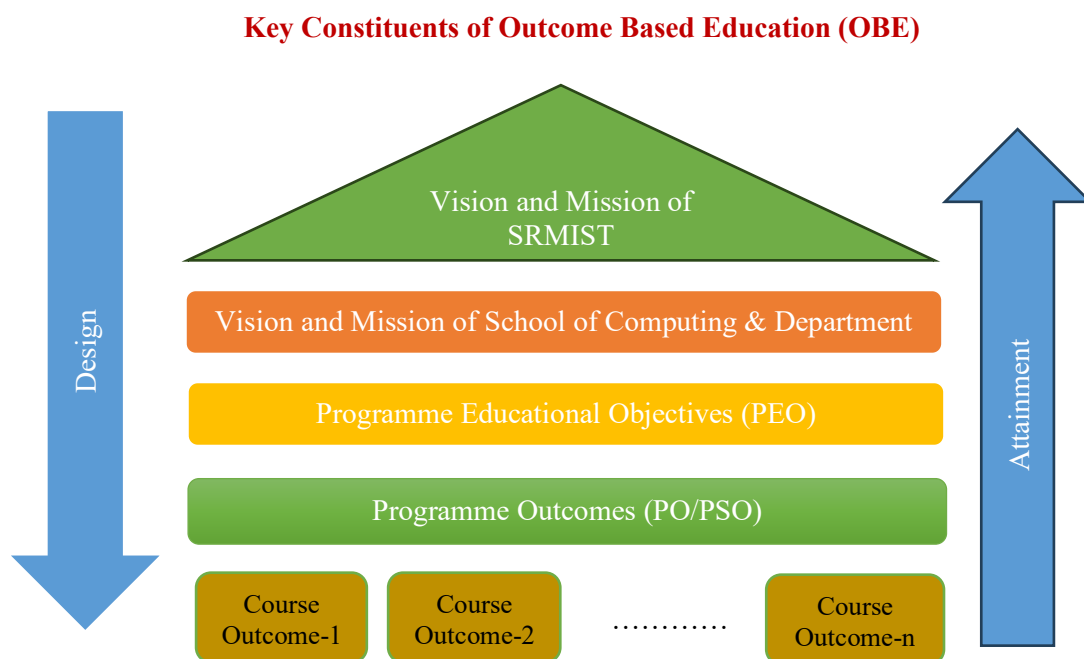 Key Constituents of Outcome Based Education (OBE)
Vision and Mission of
SRMIST
Vision and Mission of School of Computing & Department
Design
Programme Educational Objectives (PEO)
Attainment
Programme Outcomes (PO/PSO)
Course
Outcome-1
Course
Outcome-2
…………
Course
Outcome-n